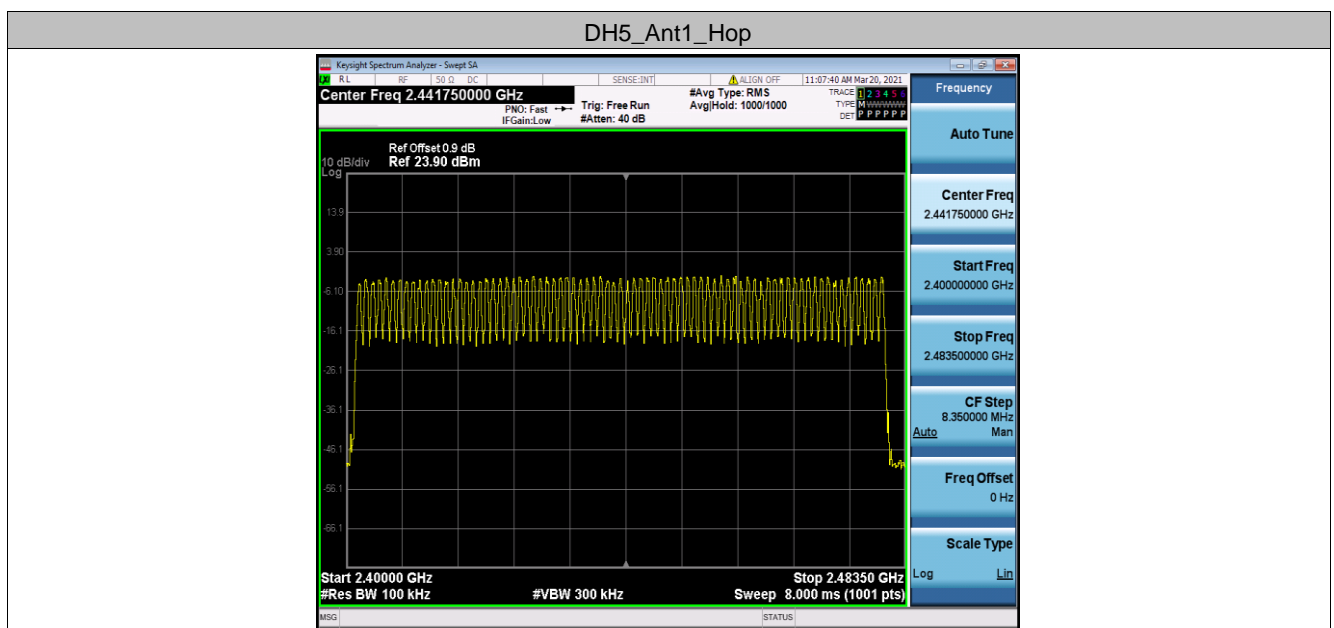 DH5_Ant1_Hop
Keysight Spectrum Analyzer - Swept SA
RL RF 50 Ω DC SENSE:INT ALIGN OFF 11:07:40 AM Mar 20, 2021
Center Freq 2.441750000 GHz
PNO: Fast
IFGain:Low
Trig: Free Run
#Atten: 40 dB
#Avg Type: RMS
Avg|Hold: 1000/1000
TRACE 1 2 3 4 5 6
TYPE M WWWWW
DET P P P P P P
Ref Offset 0.9 dB
10 dB/div Ref 23.90 dBm
Log
13.9
3.90
-6.10
-16.1
-26.1
-36.1
-46.1
-56.1
-66.1
Start 2.40000 GHz Stop 2.48350 GHz
#Res BW 100 kHz #VBW 300 kHz Sweep 8.000 ms (1001 pts)
MSG STATUS
Frequency
Auto Tune
Center Freq
2.441750000 GHz
Start Freq
2.400000000 GHz
Stop Freq
2.483500000 GHz
CF Step
8.350000 MHz
Auto Man
Freq Offset
0 Hz
Scale Type
Log Lin